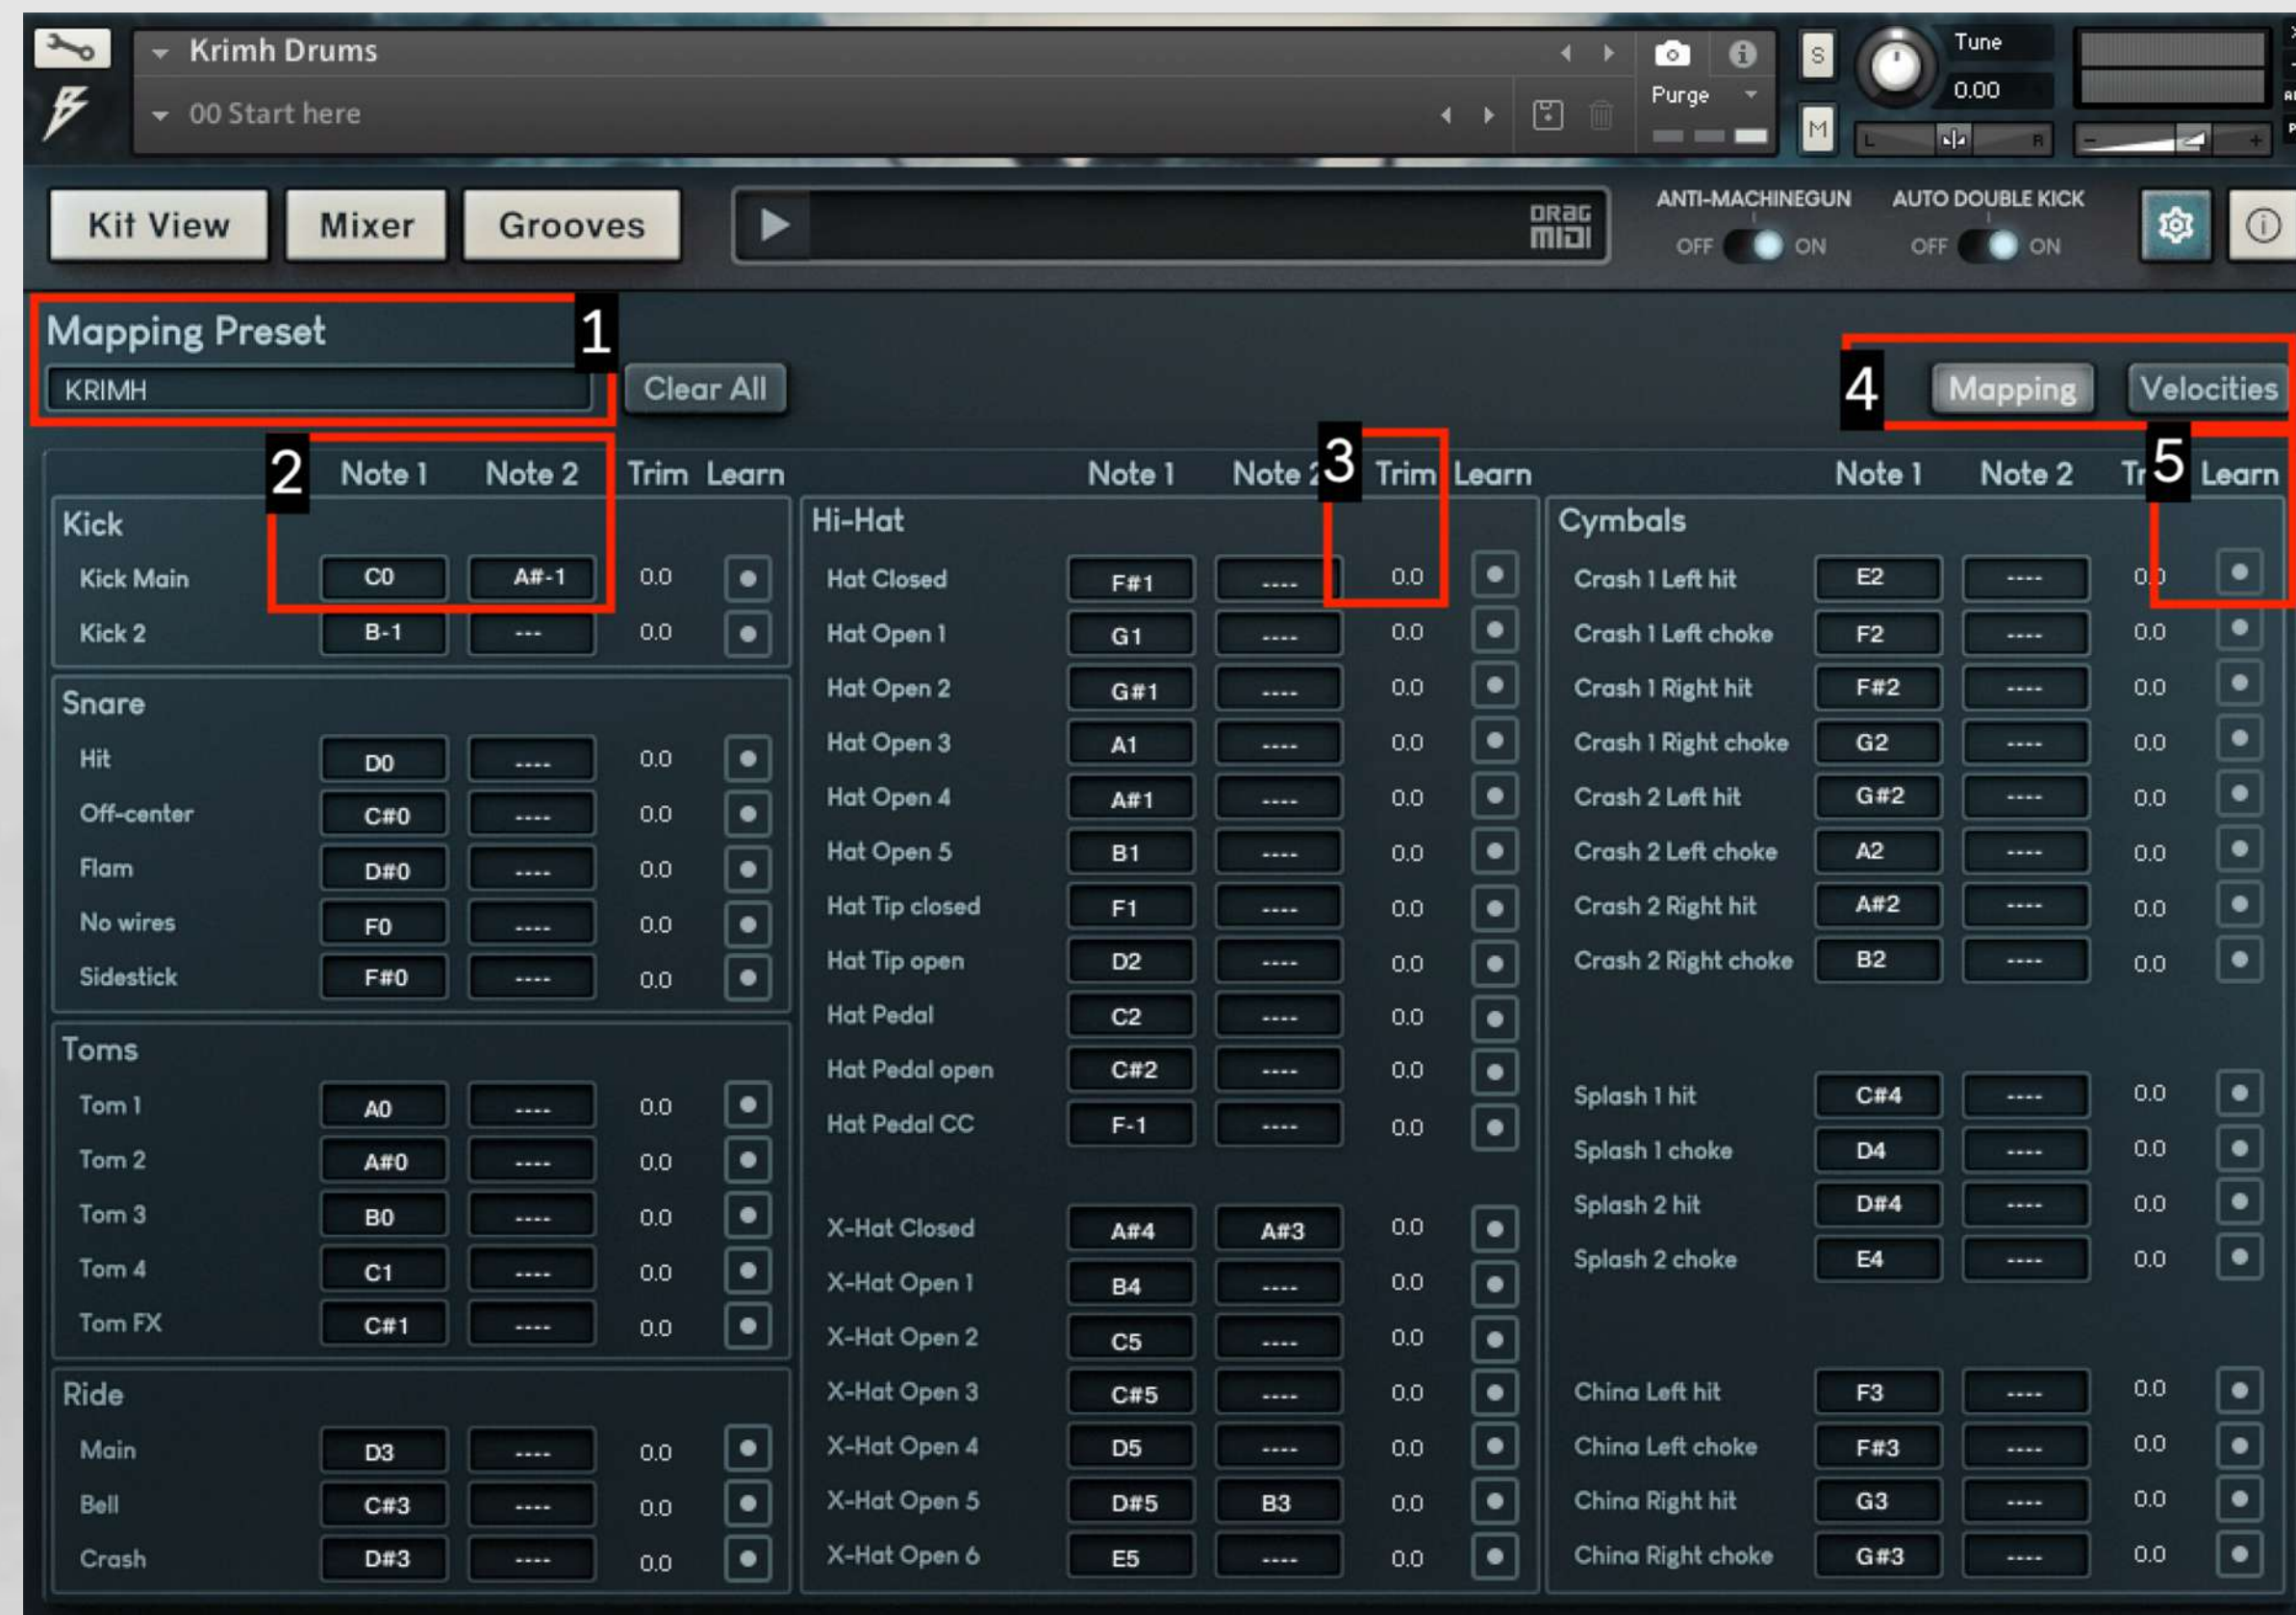 Krimh Drums
00 Start here
Purge
S
M
Tune
0.00
L R
- +
Kit View Mixer Grooves
DRAG MIDI
ANTI-MACHINEGUN
OFF ON
AUTO DOUBLE KICK
OFF ON
Mapping Preset
1
KRIMH
Clear All
4 Mapping Velocities
2 Note 1 Note 2 Trim Learn
Kick
Kick Main C0 A#-1 0.0
Kick 2 B-1 --- 0.0
Snare
Hit D0 ---- 0.0
Off-center C#0 ---- 0.0
Flam D#0 ---- 0.0
No wires F0 ---- 0.0
Sidestick F#0 ---- 0.0
Toms
Tom 1 A0 ---- 0.0
Tom 2 A#0 ---- 0.0
Tom 3 B0 ---- 0.0
Tom 4 C1 ---- 0.0
Tom FX C#1 ---- 0.0
Ride
Main D3 ---- 0.0
Bell C#3 ---- 0.0
Crash D#3 ---- 0.0
Note 1 Note 2 3 Trim Learn
Hi-Hat
Hat Closed F#1 ---- 0.0
Hat Open 1 G1 ---- 0.0
Hat Open 2 G#1 ---- 0.0
Hat Open 3 A1 ---- 0.0
Hat Open 4 A#1 ---- 0.0
Hat Open 5 B1 ---- 0.0
Hat Tip closed F1 ---- 0.0
Hat Tip open D2 ---- 0.0
Hat Pedal C2 ---- 0.0
Hat Pedal open C#2 ---- 0.0
Hat Pedal CC F-1 ---- 0.0
X-Hat Closed A#4 A#3 0.0
X-Hat Open 1 B4 ---- 0.0
X-Hat Open 2 C5 ---- 0.0
X-Hat Open 3 C#5 ---- 0.0
X-Hat Open 4 D5 ---- 0.0
X-Hat Open 5 D#5 B3 0.0
X-Hat Open 6 E5 ---- 0.0
Note 1 Note 2 Tr 5 Learn
Cymbals
Crash 1 Left hit E2 ---- 0.0
Crash 1 Left choke F2 ---- 0.0
Crash 1 Right hit F#2 ---- 0.0
Crash 1 Right choke G2 ---- 0.0
Crash 2 Left hit G#2 ---- 0.0
Crash 2 Left choke A2 ---- 0.0
Crash 2 Right hit A#2 ---- 0.0
Crash 2 Right choke B2 ---- 0.0
Splash 1 hit C#4 ---- 0.0
Splash 1 choke D4 ---- 0.0
Splash 2 hit D#4 ---- 0.0
Splash 2 choke E4 ---- 0.0
China Left hit F3 ---- 0.0
China Left choke F#3 ---- 0.0
China Right hit G3 ---- 0.0
China Right choke G#3 ---- 0.0